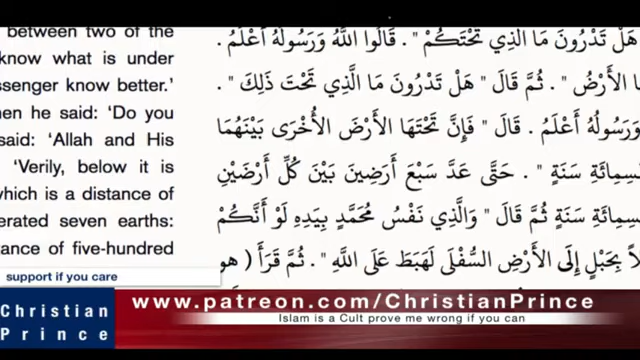 between two of the
know what is under
ssenger know better.’
hen he said: ‘Do you
said: ‘Allah and His
‘Verily, below it is
which is a distance of
erated seven earths:
ance of five-hundred
هَلْ تَدْرُونَ مَا الَّذِي تَحْتَكُمْ " . قَالُوا اللَّهُ وَرَسُولُهُ أَعْلَمُ .
ا الأَرْضُ " . ثُمَّ قَالَ " هَلْ تَدْرُونَ مَا الَّذِي تَحْتَ ذَلِكَ " .
وَرَسُولُهُ أَعْلَمُ . قَالَ " فَإِنَّ تَحْتَهَا الأَرْضَ الأُخْرَى بَيْنَهُمَا
سِمِائَةِ سَنَةٍ " . حَتَّى عَدَّ سَبْعَ أَرَضِينَ بَيْنَ كُلِّ أَرْضَيْنِ
سِمِائَةِ سَنَةٍ ثُمَّ قَالَ " وَالَّذِي نَفْسُ مُحَمَّدٍ بِيَدِهِ لَوْ أَنَّكُمْ
لاً بِحَبْلٍ إِلَى الأَرْضِ السُّفْلَى لَهَبَطَ عَلَى اللَّهِ " . ثُمَّ قَرَأَ ( هو
support if you care
Christian
Prince
www.patreon.com/ChristianPrince
Islam is a Cult prove me wrong if you can